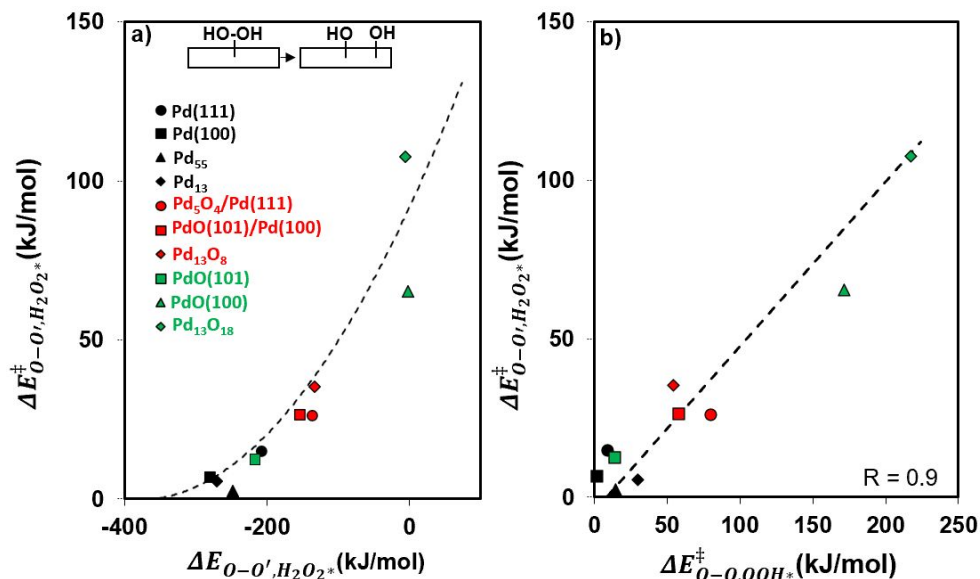 a)
HO-OH
HO OH
150
100
50
0
-400
-200
0
Pd(111)
Pd(100)
Pd₅₅
Pd₁₃
Pd₅O₄/Pd(111)
PdO(101)/Pd(100)
Pd₁₃O₈
PdO(101)
PdO(100)
Pd₁₃O₁₈
ΔE‡O-O',H₂O₂*(kJ/mol)
ΔEO-O',H₂O₂*(kJ/mol)
b)
150
100
50
0
0
50
100
150
200
250
R = 0.9
ΔE‡O-O',H₂O₂*(kJ/mol)
ΔE‡O-O,OOH*(kJ/mol)